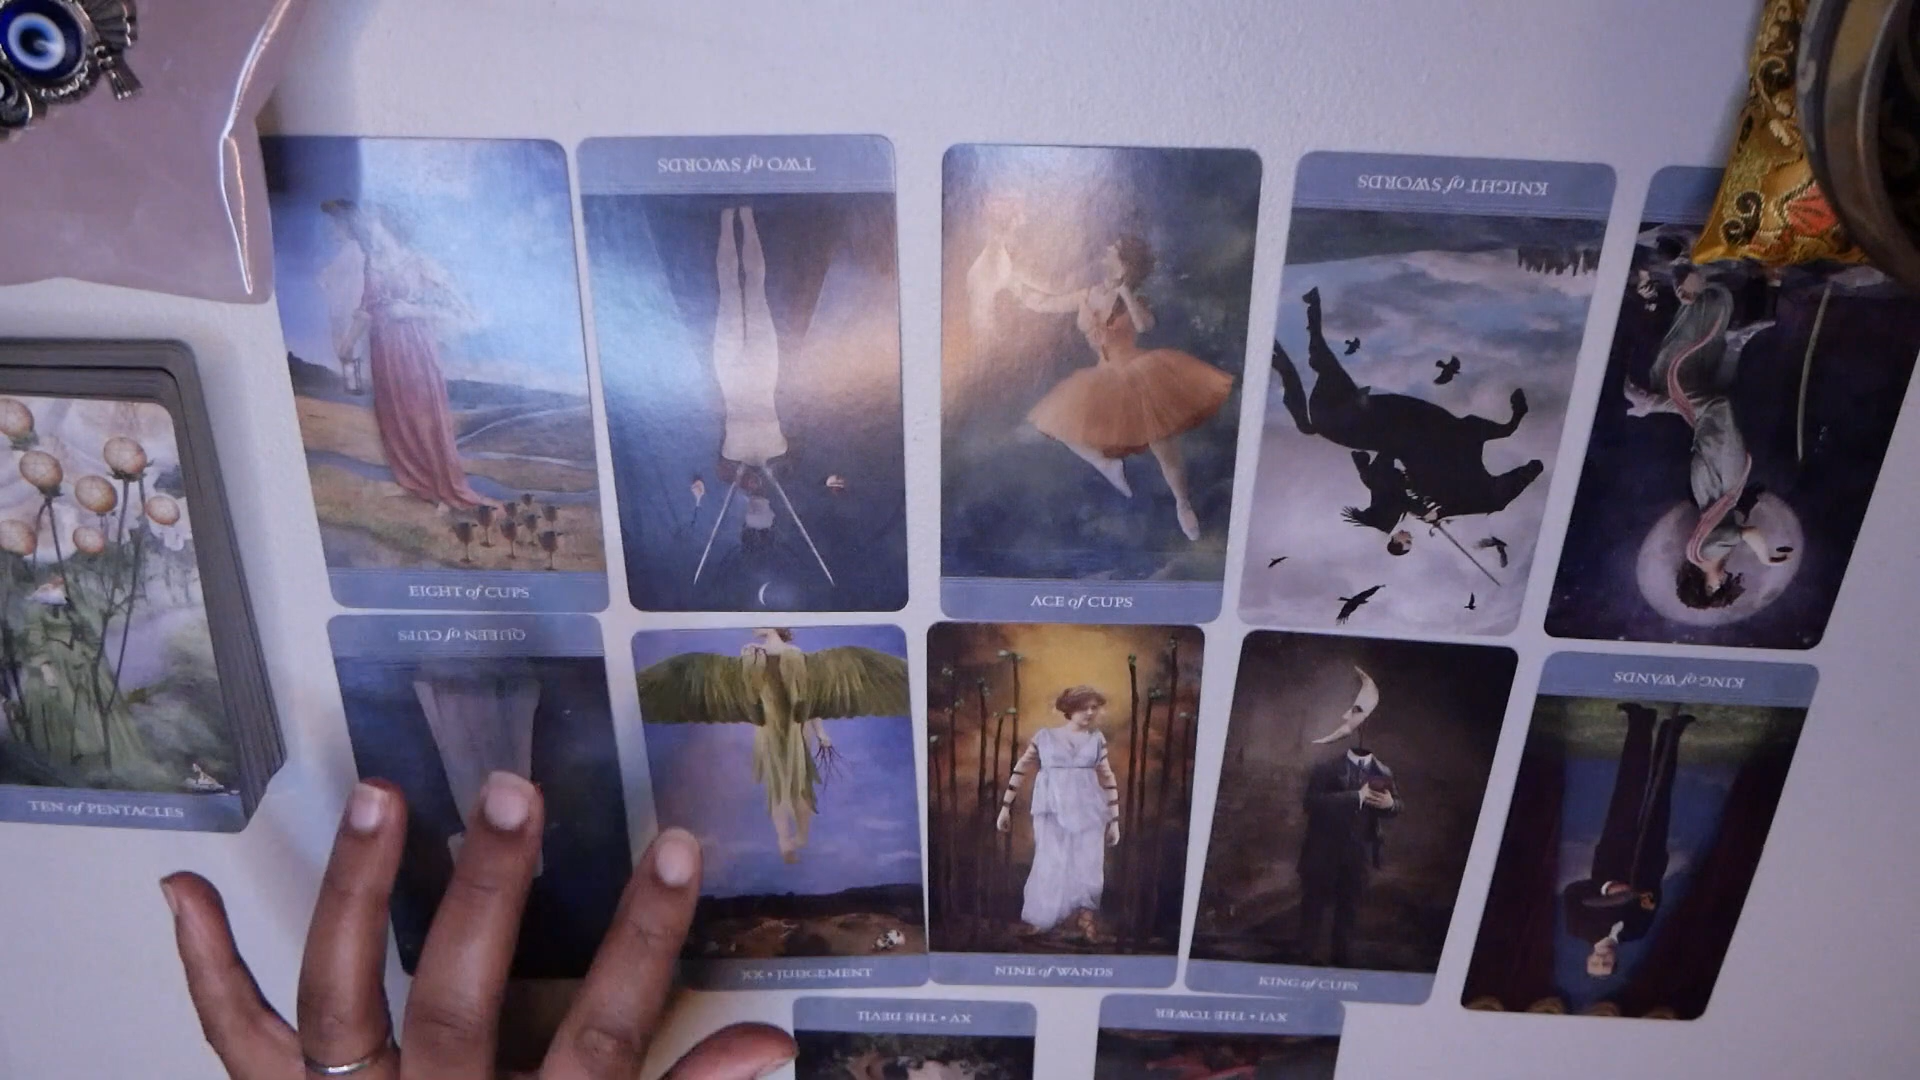 TWO of SWORDS
KNIGHT of SWORDS
EIGHT of CUPS
ACE of CUPS
QUEEN of CUPS
KING of WANDS
TEN of PENTACLES
XX • JUDGEMENT
NINE of WANDS
KING of CUPS
XV • THE DEVIL
XVI • THE TOWER